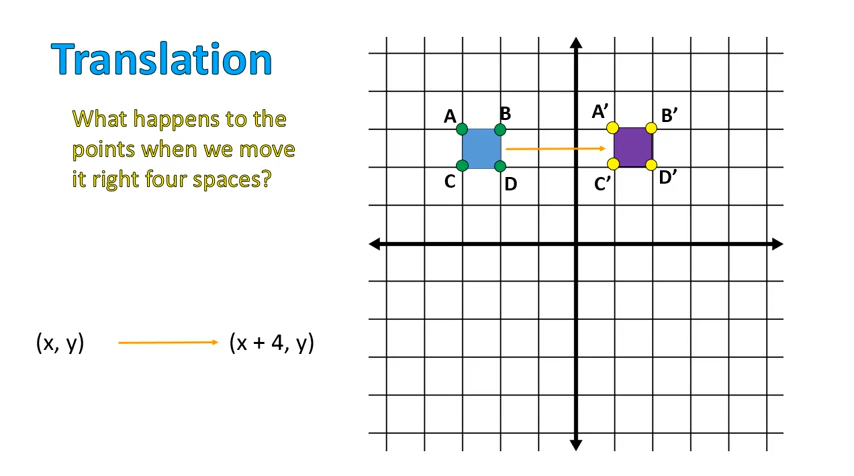 Translation
What happens to the
points when we move
it right four spaces?
A
B
A’
B’
C
D
C’
D’
(x, y)
(x + 4, y)